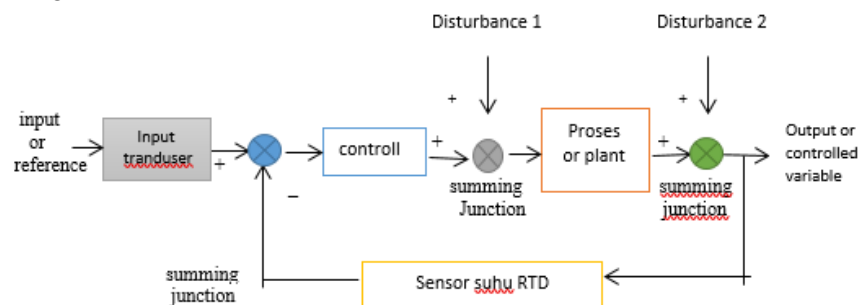 Disturbance 1
Disturbance 2
input
or
reference
Input
tranduser
+
−
controll
+
+
summing
Junction
Proses
or plant
+
+
summing
junction
Output or
controlled
variable
summing
junction
Sensor suhu RTD